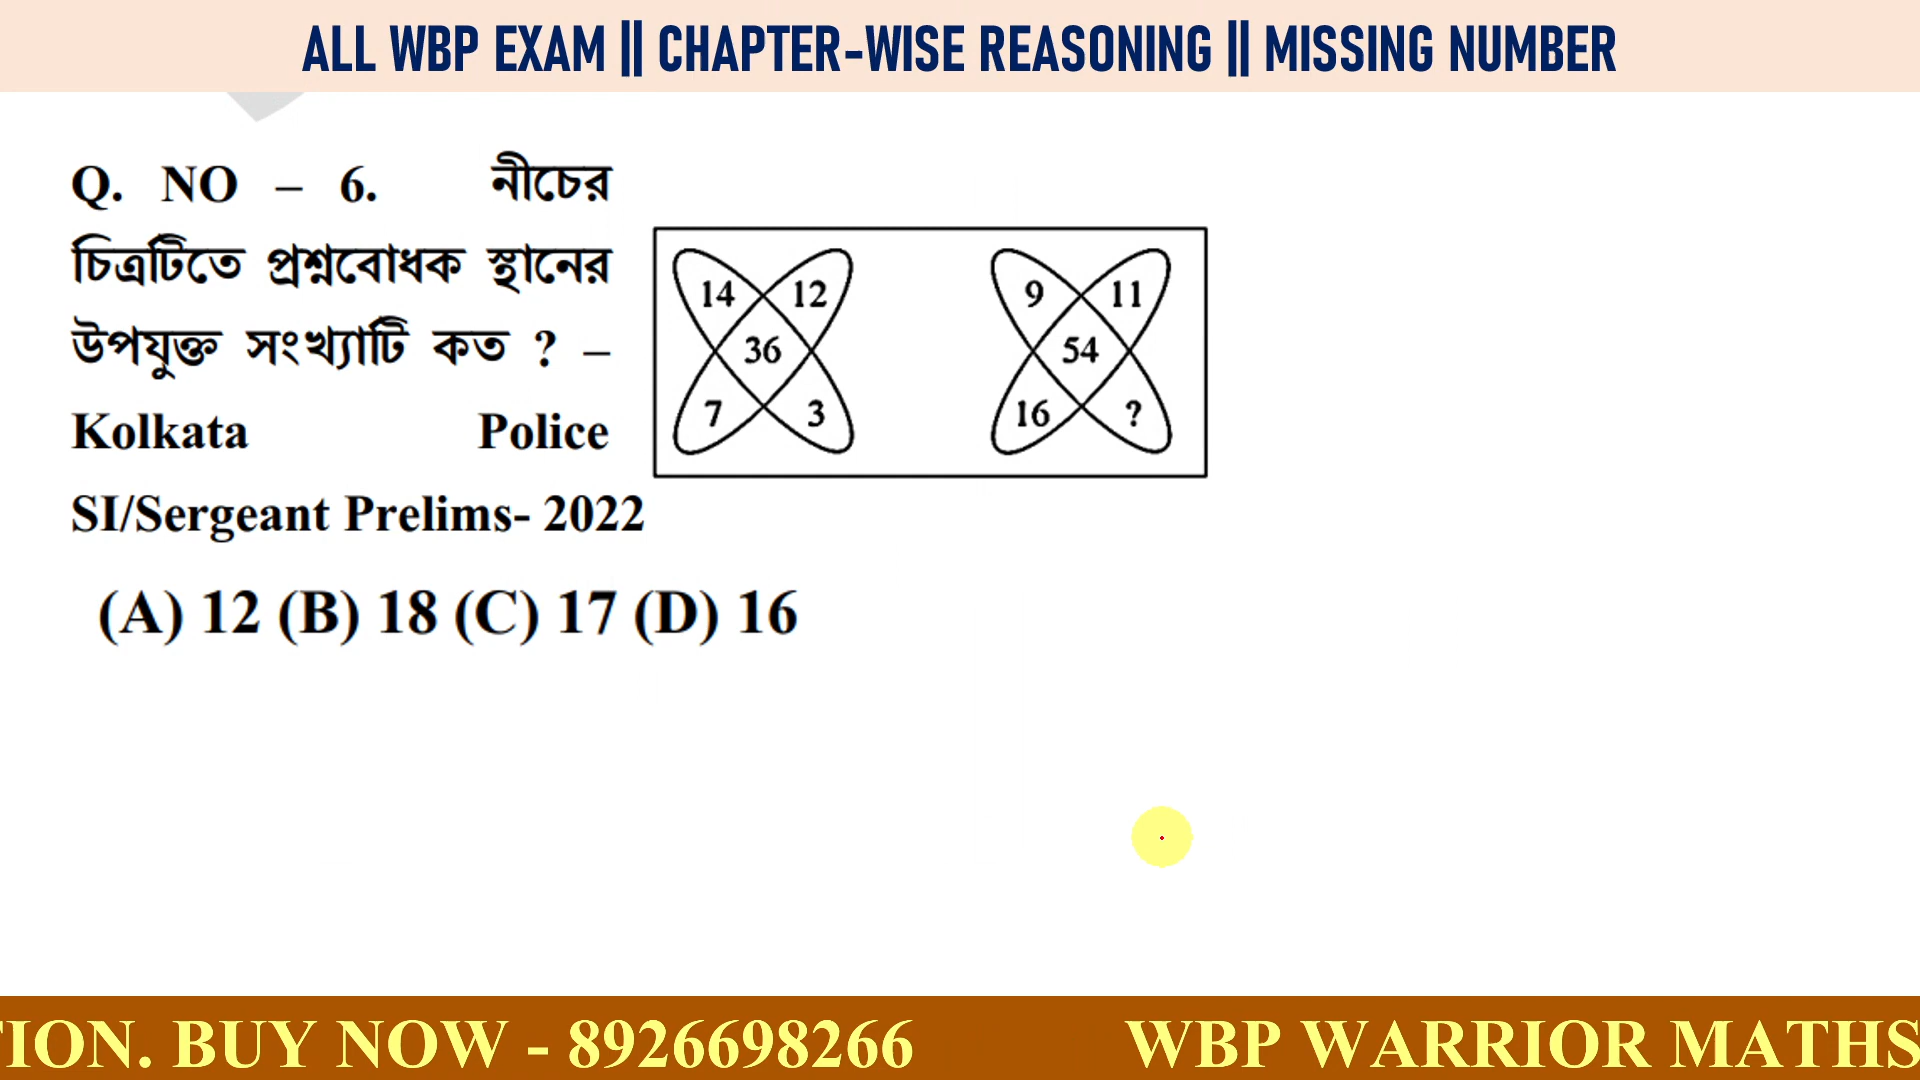 ALL WBP EXAM || CHAPTER-WISE REASONING || MISSING NUMBER
Q. NO – 6. নীচের
চিত্রটিতে প্রশ্নবোধক স্থানের
উপযুক্ত সংখ্যাটি কত ? –
Kolkata Police
SI/Sergeant Prelims- 2022
14 12 9 11
36 54
7 3 16 ?
(A) 12 (B) 18 (C) 17 (D) 16
TION. BUY NOW - 8926698266 WBP WARRIOR MATHS